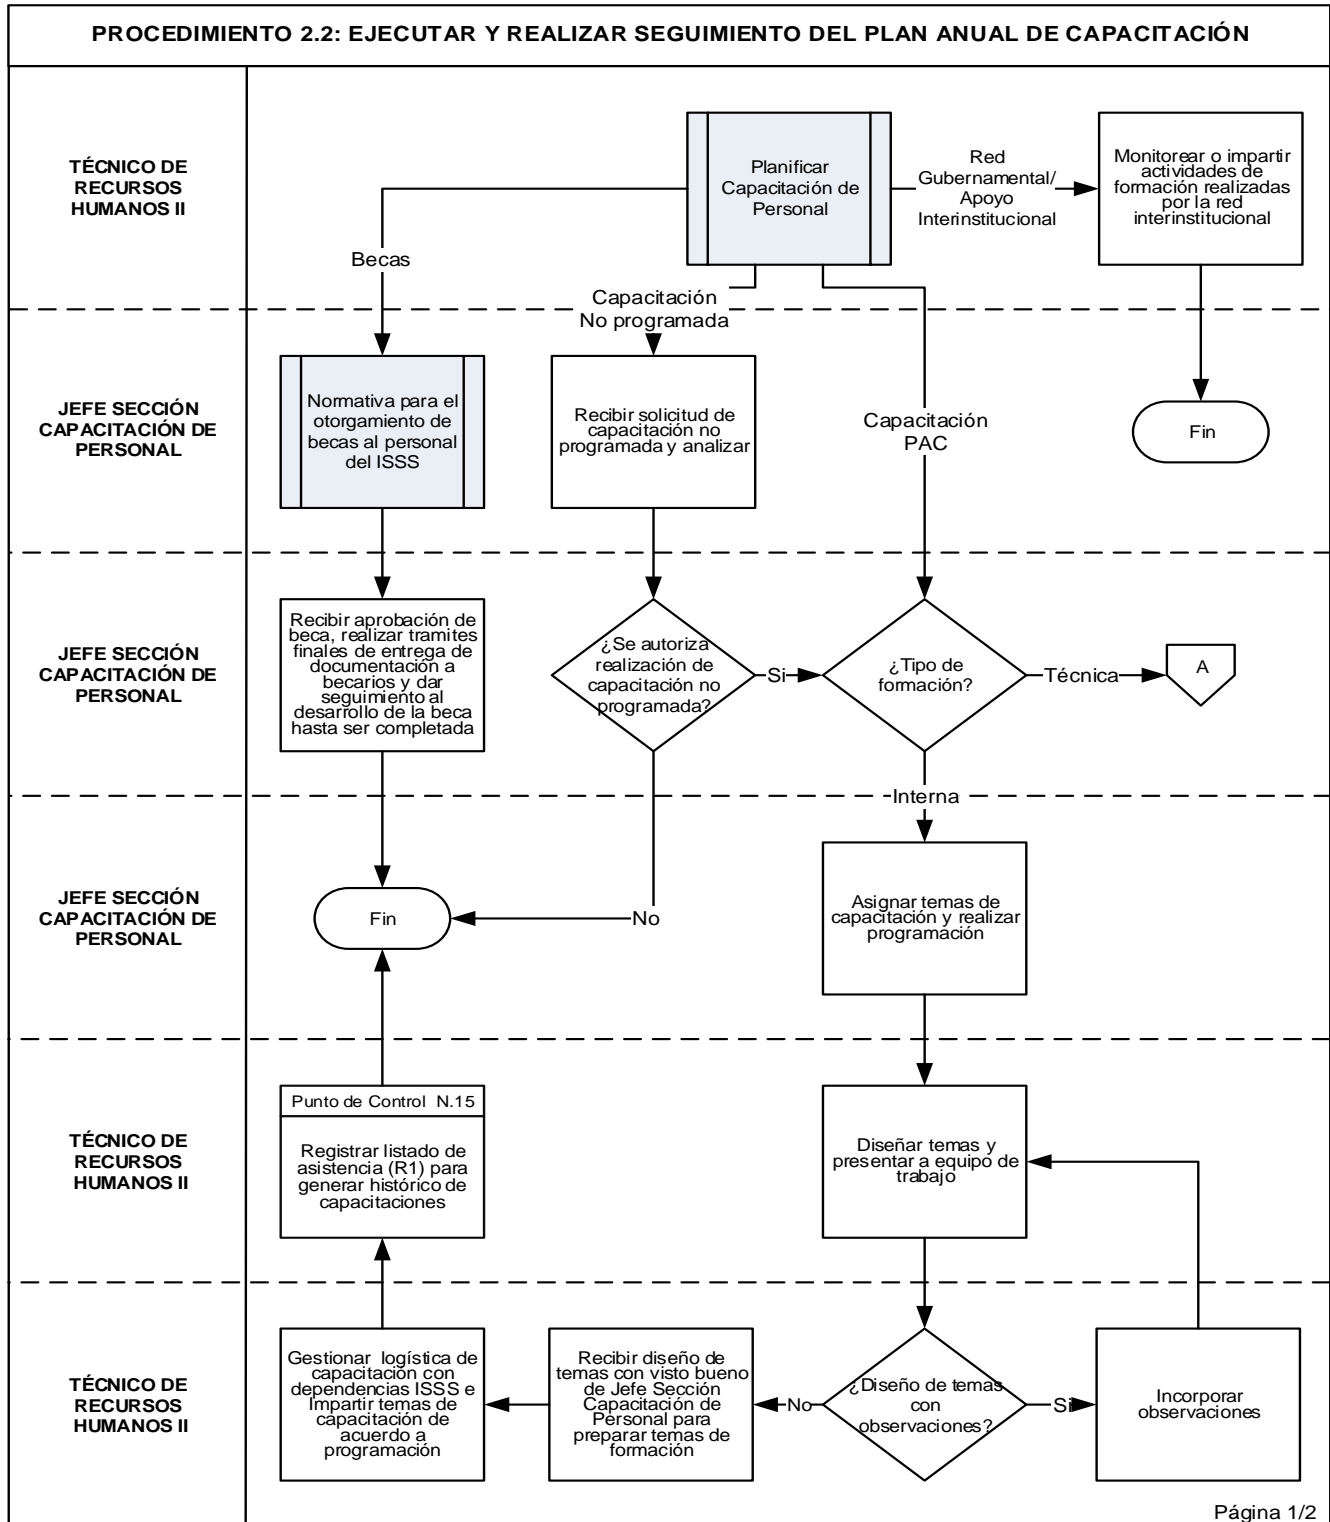 PROCEDIMIENTO 2.2: EJECUTAR Y REALIZAR SEGUIMIENTO DEL PLAN ANUAL DE CAPACITACIÓN
TÉCNICO DE
RECURSOS
HUMANOS II
Planificar
Capacitación de
Personal
Red
Gubernamental/
Apoyo
Interinstitucional
Monitorear o impartir
actividades de
formación realizadas
por la red
interinstitucional
Becas
Capacitación
No programada
JEFE SECCIÓN
CAPACITACIÓN DE
PERSONAL
Normativa para el
otorgamiento de
becas al personal
del ISSS
Recibir solicitud de
capacitación no
programada y analizar
Capacitación
PAC
Fin
JEFE SECCIÓN
CAPACITACIÓN DE
PERSONAL
Recibir aprobación de
beca, realizar tramites
finales de entrega de
documentación a
becarios y dar
seguimiento al
desarrollo de la beca
hasta ser completada
¿Se autoriza
realización de
capacitación no
programada?
Si
¿Tipo de
formación?
Técnica
A
Interna
JEFE SECCIÓN
CAPACITACIÓN DE
PERSONAL
Fin
No
Asignar temas de
capacitación y realizar
programación
TÉCNICO DE
RECURSOS
HUMANOS II
Punto de Control N.15
Registrar listado de
asistencia (R1) para
generar histórico de
capacitaciones
Diseñar temas y
presentar a equipo de
trabajo
TÉCNICO DE
RECURSOS
HUMANOS II
Gestionar logística de
capacitación con
dependencias ISSS e
Impartir temas de
capacitación de
acuerdo a
programación
Recibir diseño de
temas con visto bueno
de Jefe Sección
Capacitación de
Personal para
preparar temas de
formación
No
¿Diseño de temas
con
observaciones?
Si
Incorporar
observaciones
Página 1/2